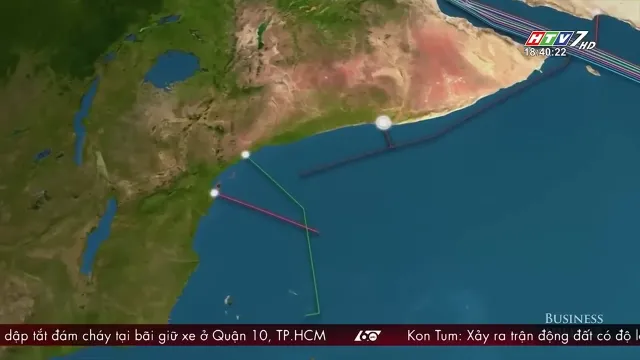 HTV7 HD
18:40:22
BUSINESS
dập tắt đám cháy tại bãi giữ xe ở Quận 10, TP.HCM 60 Kon Tum: Xảy ra trận động đất có độ l